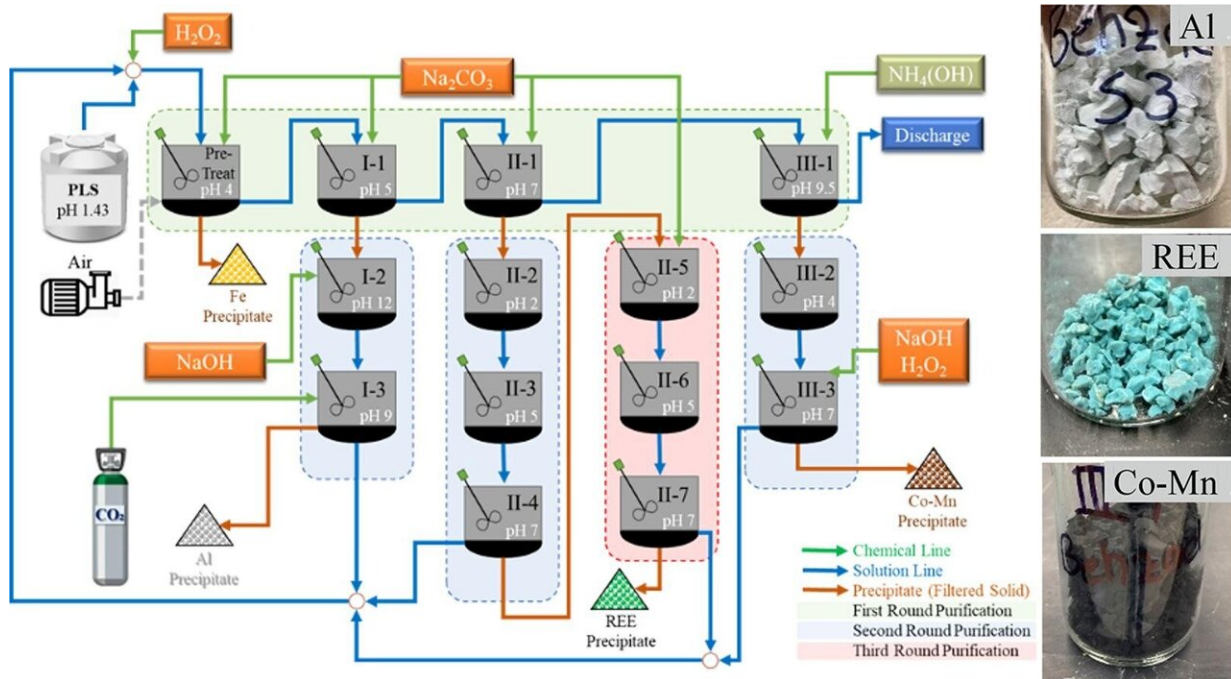 H₂O₂
Na₂CO₃
NH₄(OH)
Discharge
PLS
pH 1.43
Air
Pre-
Treat
pH 4
I-1
pH 5
II-1
pH 7
III-1
pH 9.5
Fe
Precipitate
I-2
pH 12
II-2
pH 2
II-5
pH 2
III-2
pH 4
NaOH
NaOH
H₂O₂
I-3
pH 9
II-3
pH 5
II-6
pH 5
III-3
pH 7
CO₂
Al
Precipitate
II-4
pH 7
II-7
pH 7
REE
Precipitate
Co-Mn
Precipitate
Chemical Line
Solution Line
Precipitate (Filtered Solid)
First Round Purification
Second Round Purification
Third Round Purification
Al
S3
REE
Co-Mn
III